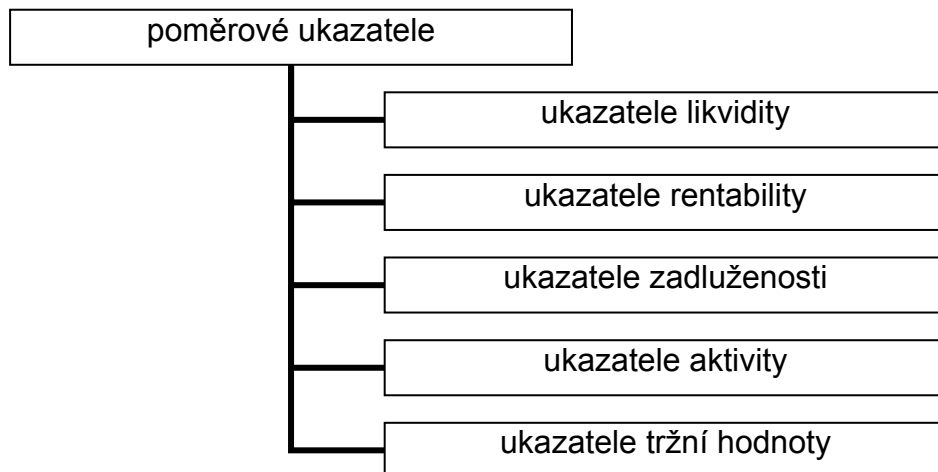 poměrové ukazatele
ukazatele likvidity
ukazatele rentability
ukazatele zadluženosti
ukazatele aktivity
ukazatele tržní hodnoty